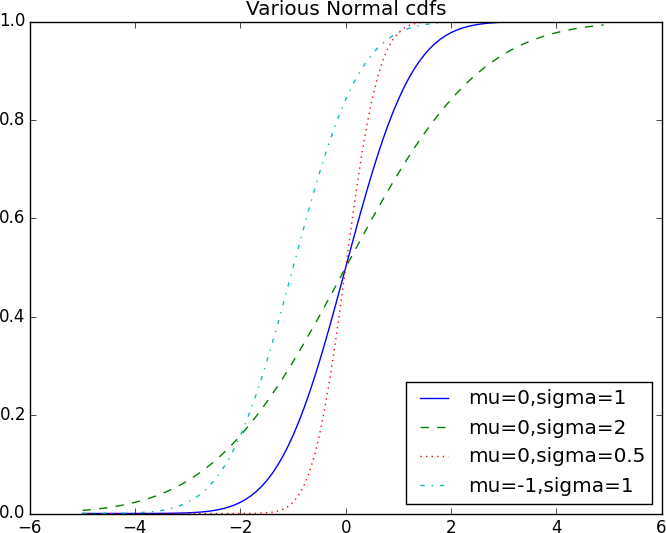 Various Normal cdfs
1.0
0.8
0.6
0.4
0.2
0.0
−6 −4 −2 0 2 4 6
mu=0,sigma=1
mu=0,sigma=2
mu=0,sigma=0.5
mu=-1,sigma=1